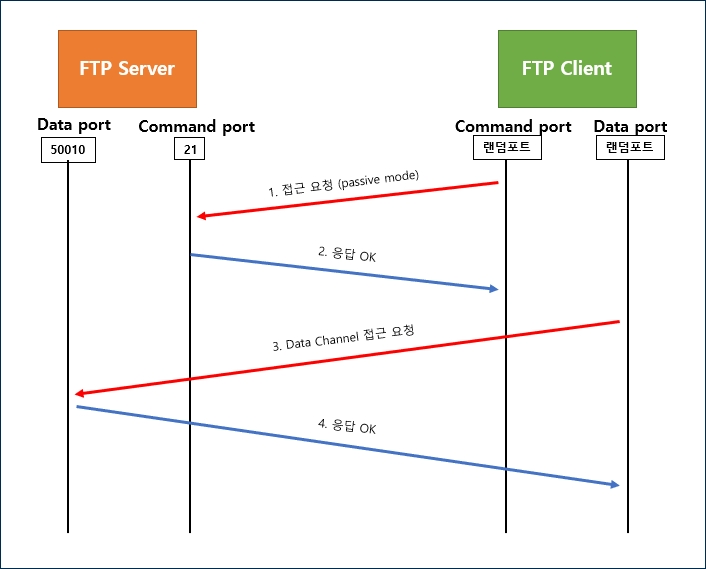 FTP Server
FTP Client
Data port
Command port
Command port
Data port
50010
21
랜덤포트
랜덤포트
1. 접근 요청 (passive mode)
2. 응답 OK
3. Data Channel 접근 요청
4. 응답 OK